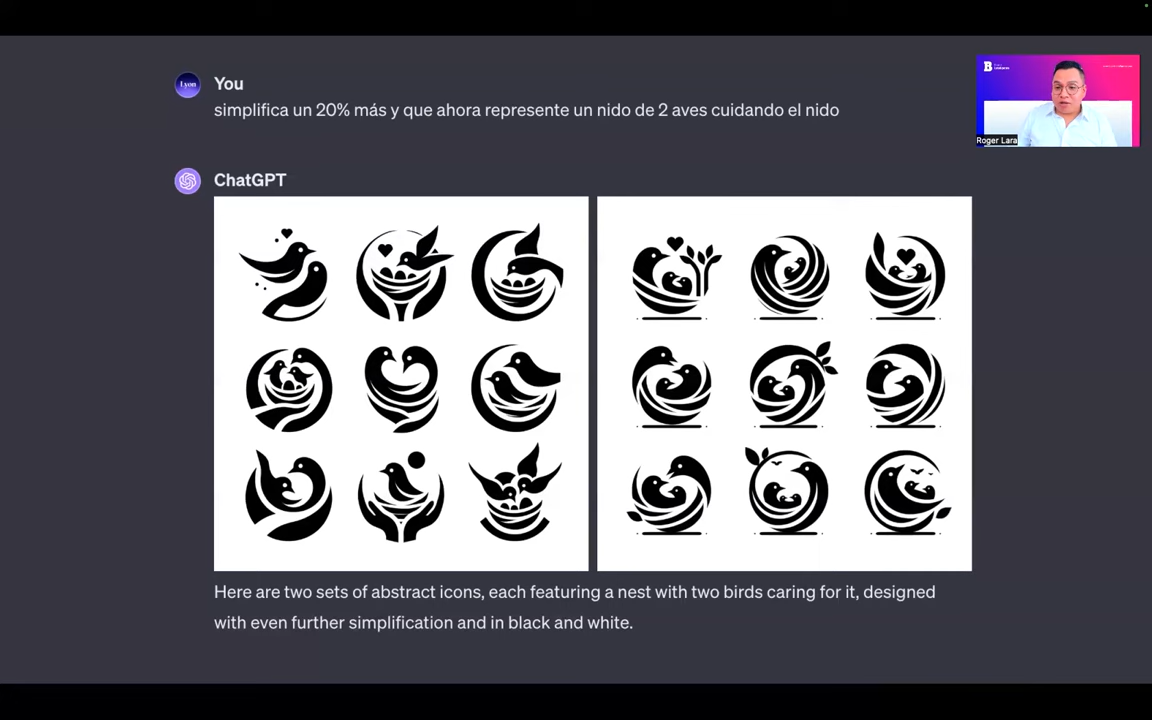 Lyon
You
simplifica un 20% más y que ahora represente un nido de 2 aves cuidando el nido
B
Roger Lara
ChatGPT
Here are two sets of abstract icons, each featuring a nest with two birds caring for it, designed
with even further simplification and in black and white.